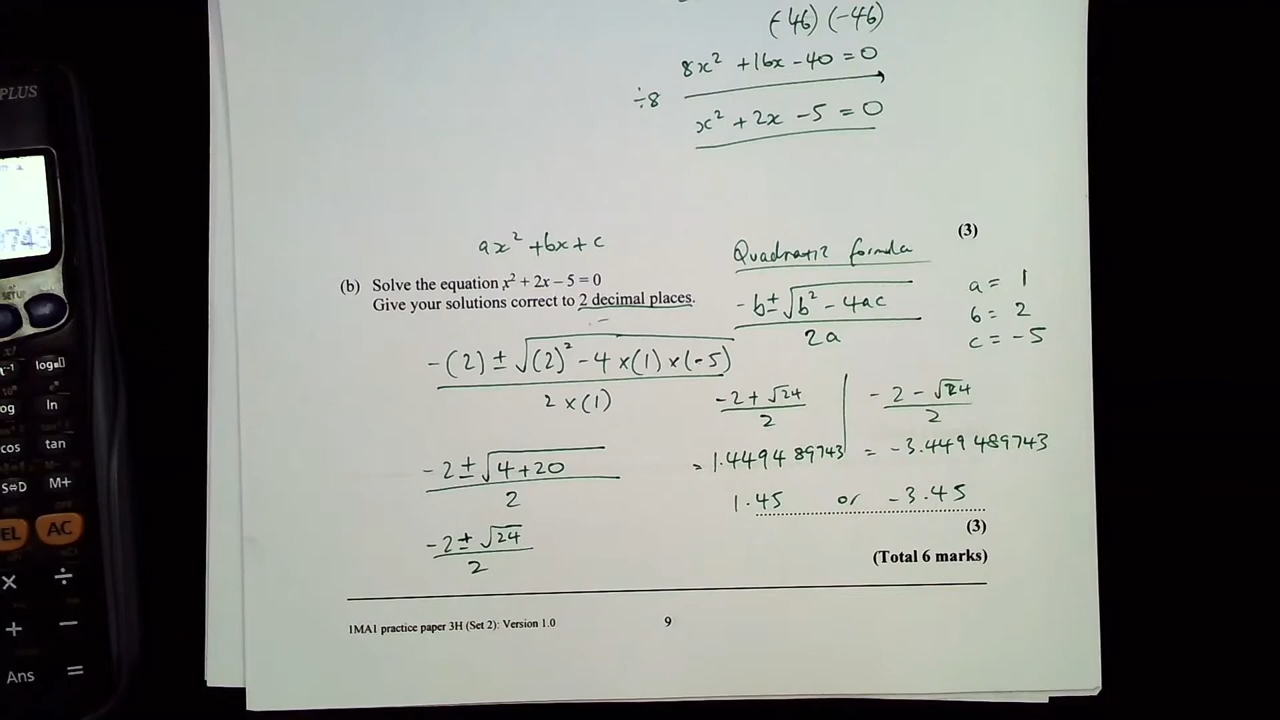 (-46) (-46)
8x² + 16x - 40 = 0
÷8
x² + 2x - 5 = 0
PLUS
(3)
ax² + bx + c
Quadratic formula
(b) Solve the equation x² + 2x – 5 = 0
Give your solutions correct to 2 decimal places.
-b ± √(b² - 4ac) / 2a
a = 1
b = 2
c = -5
-(2) ± √((2)² - 4 × (1) × (-5)) / 2 × (1)
-2 + √24 / 2
-2 - √24 / 2
= 1.449489743
= -3.449489743
-2 ± √(4+20) / 2
1.45 or -3.45
(3)
-2 ± √24 / 2
(Total 6 marks)
1MA1 practice paper 3H (Set 2): Version 1.0
9
9743
SETUP
log
ln
cos
tan
S⇔D
M+
AC
×
÷
+
−
Ans
=